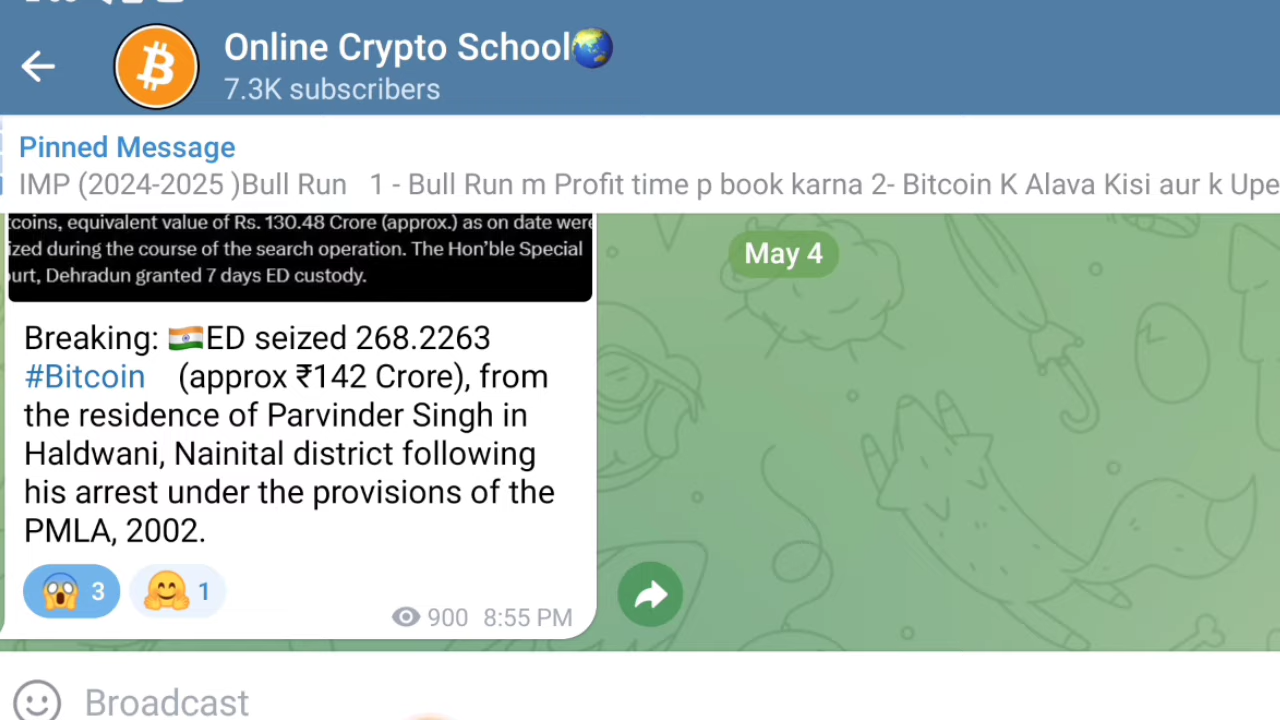 Online Crypto School🌏
7.3K subscribers
Pinned Message
IMP (2024-2025 )Bull Run 1 - Bull Run m Profit time p book karna 2- Bitcoin K Alava Kisi aur k Upe
coins, equivalent value of Rs. 130.48 Crore (approx.) as on date were
ized during the course of the search operation. The Hon'ble Special
urt, Dehradun granted 7 days ED custody.
May 4
Breaking: 🇮🇳ED seized 268.2263
#Bitcoin (approx ₹142 Crore), from
the residence of Parvinder Singh in
Haldwani, Nainital district following
his arrest under the provisions of the
PMLA, 2002.
😱 3 🤗 1
900 8:55 PM
Broadcast